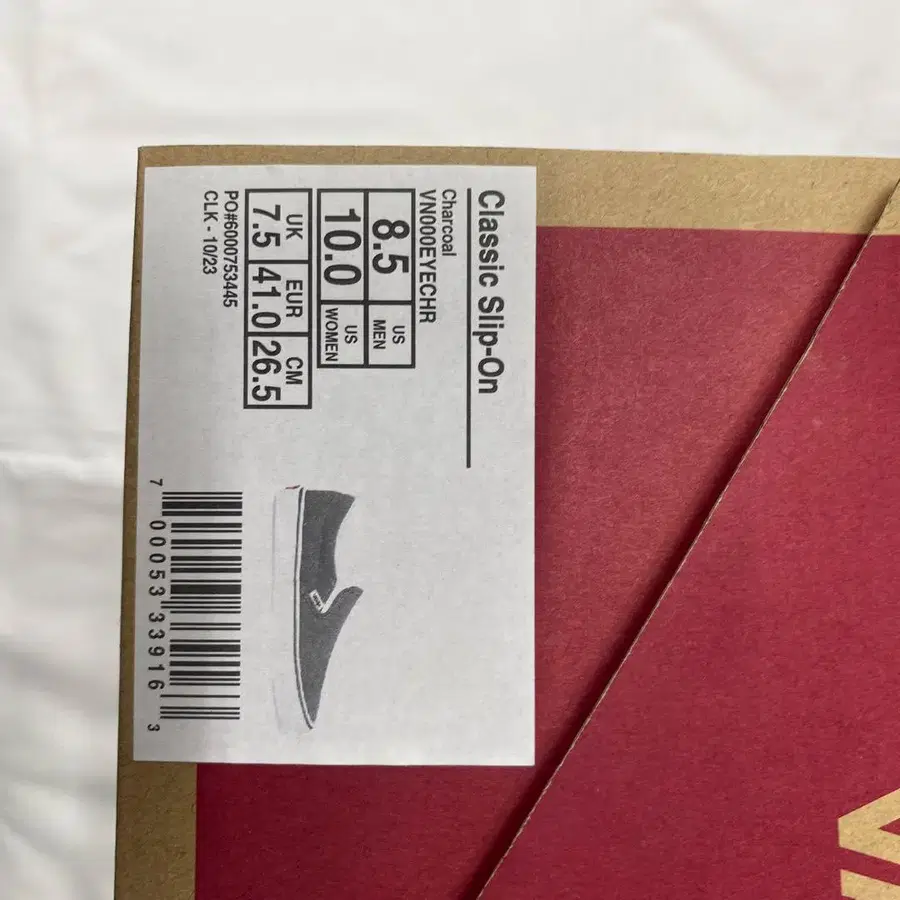 Classic Slip-On
Charcoal
VN000EYECHR
8.5 US MEN
10.0 US WOMEN
UK EUR CM
7.5 41.0 26.5
PO#6000753445
CLK - 10/23
7 00053 33916 3